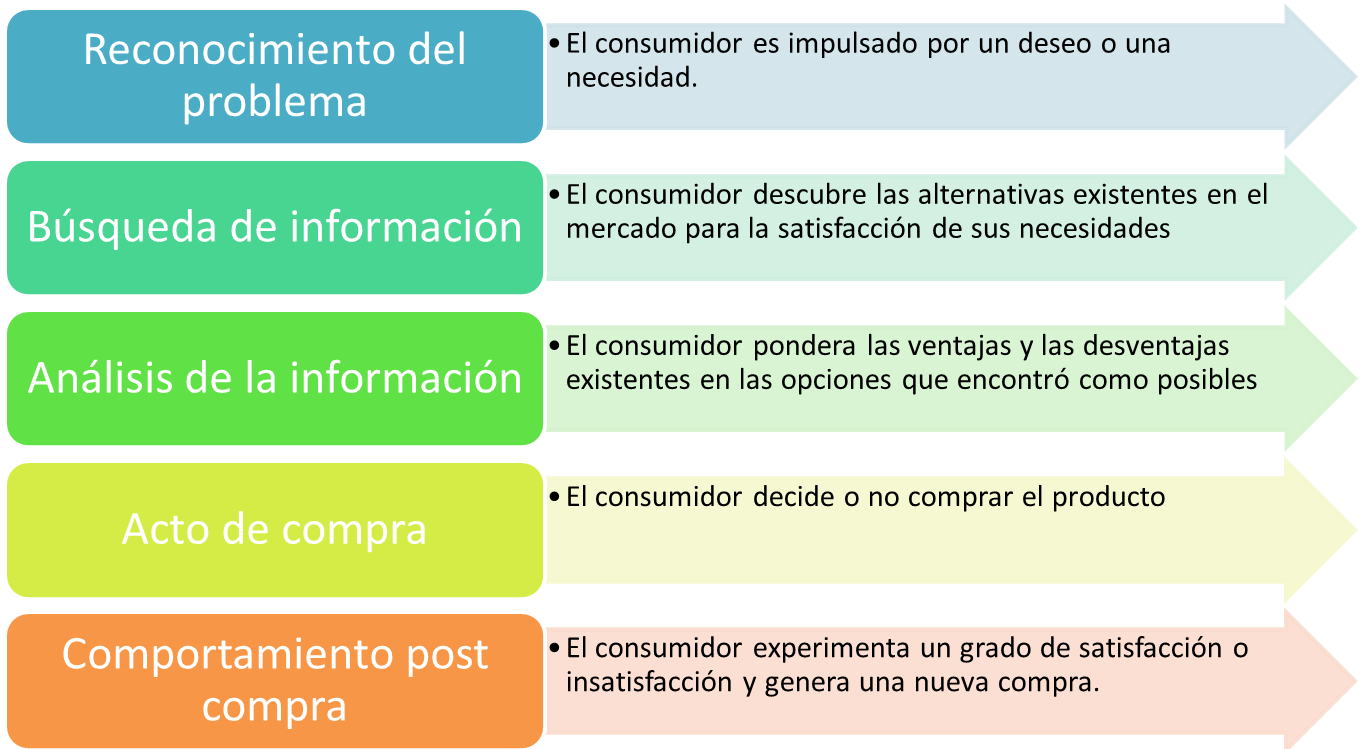 Reconocimiento del
problema
• El consumidor es impulsado por un deseo o una
necesidad.
Búsqueda de información
• El consumidor descubre las alternativas existentes en el
mercado para la satisfacción de sus necesidades
Análisis de la información
• El consumidor pondera las ventajas y las desventajas
existentes en las opciones que encontró como posibles
Acto de compra
• El consumidor decide o no comprar el producto
Comportamiento post
compra
• El consumidor experimenta un grado de satisfacción o
insatisfacción y genera una nueva compra.